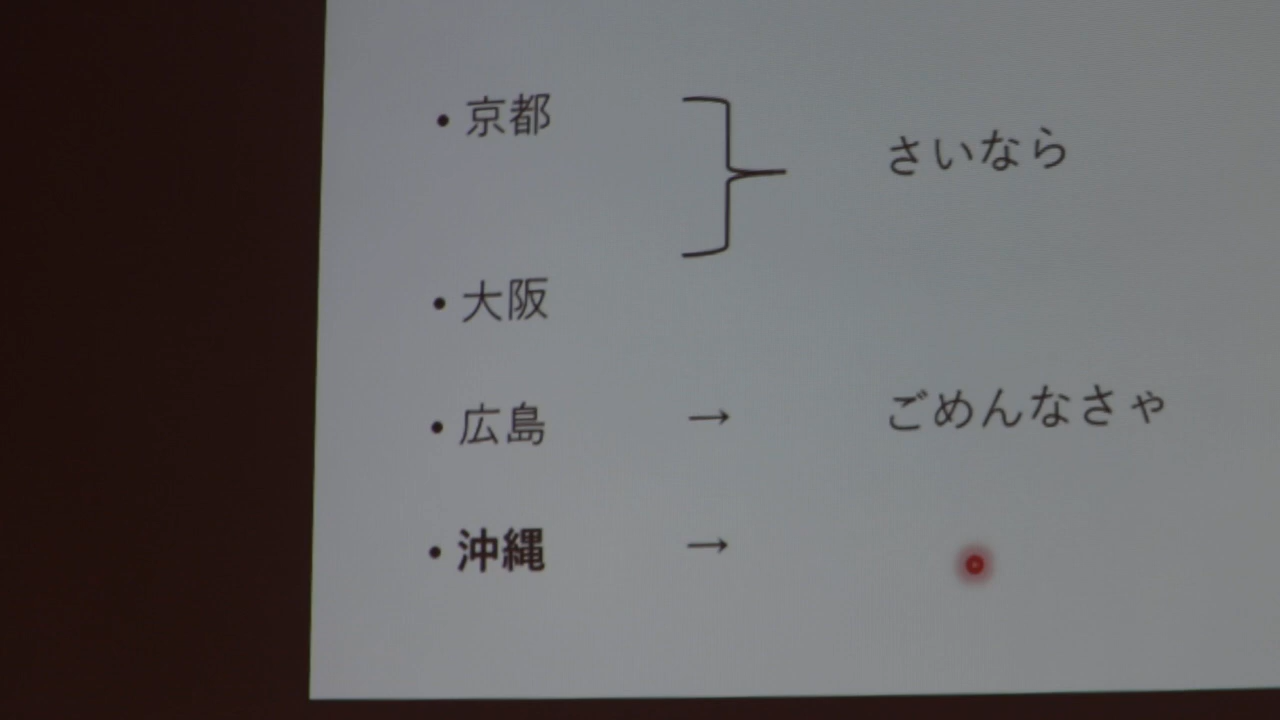 • 京都
さいなら
• 大阪
• 広島 → ごめんなさゃ
• 沖縄 →